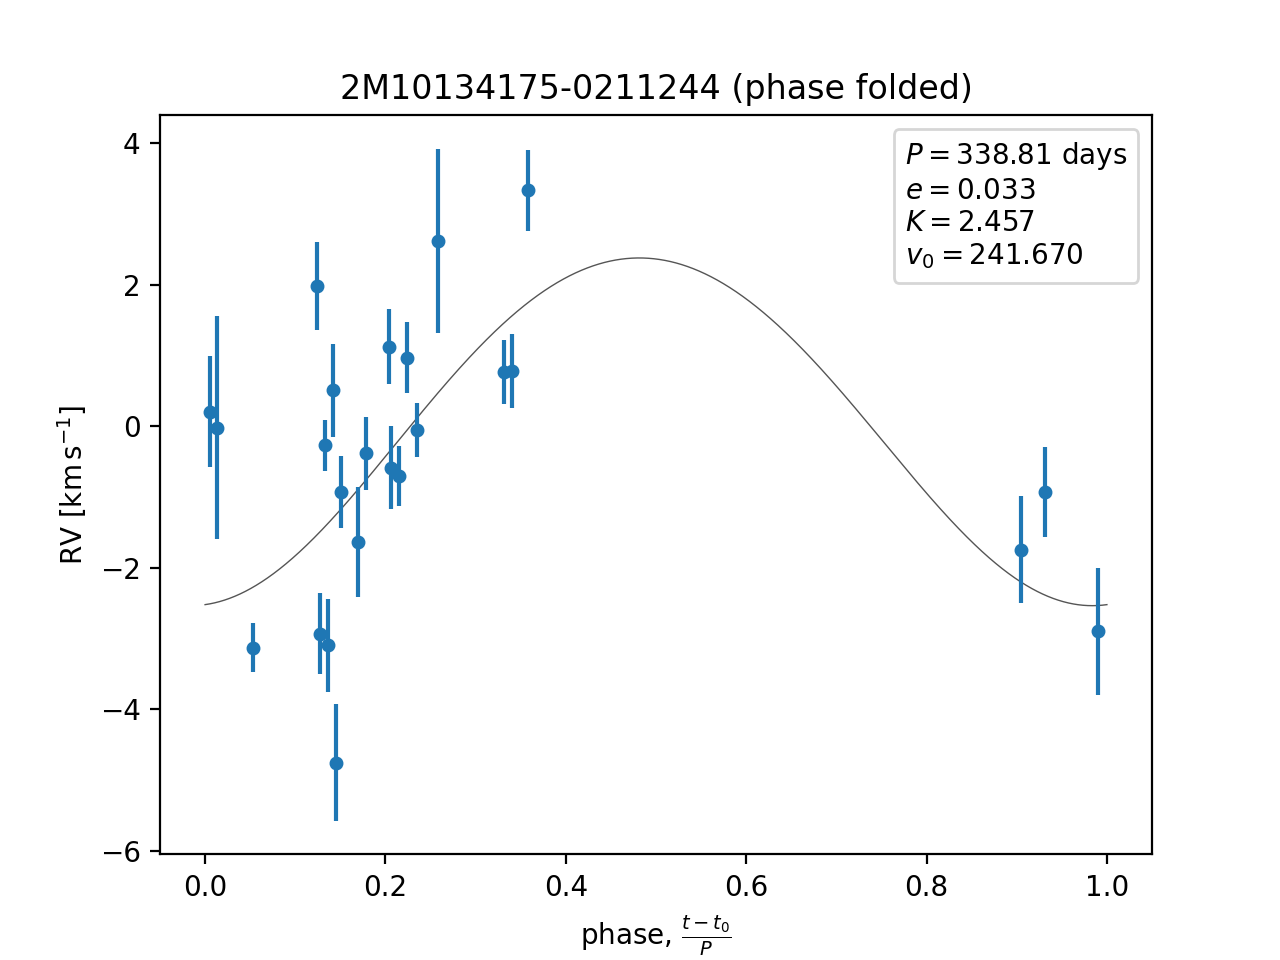 2M10134175-0211244 (phase folded)
P = 338.81 days
e = 0.033
K = 2.457
v₀ = 241.670
4
2
0
−2
−4
−6
RV [km s⁻¹]
0.0 0.2 0.4 0.6 0.8 1.0
phase, (t − t₀)/P